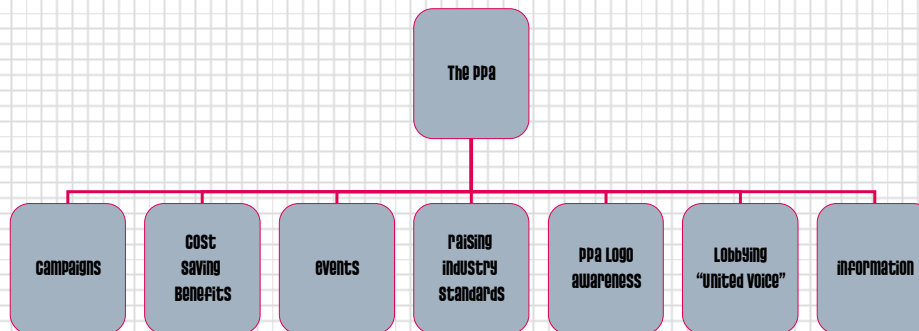 The PPA
Campaigns
Cost
Saving
Benefits
Events
Raising
Industry
Standards
PPA Logo
Awareness
Lobbying
“United Voice”
Information